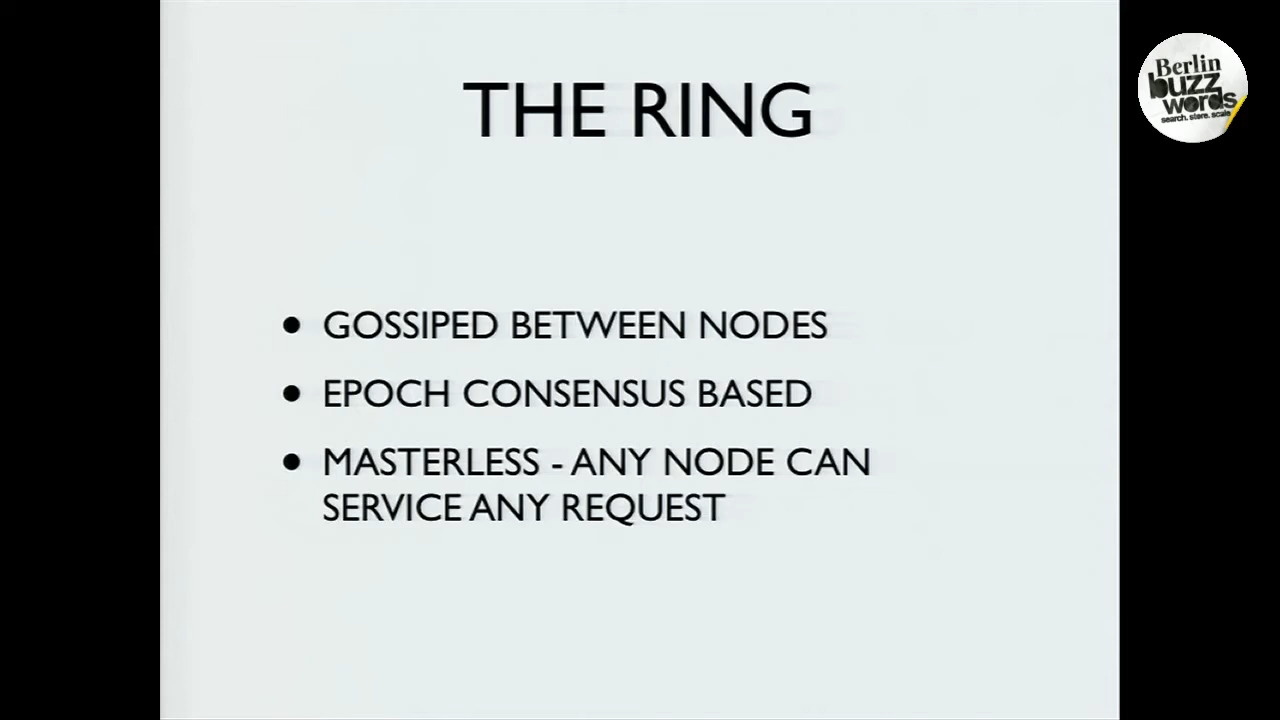 THE RING
• GOSSIPED BETWEEN NODES
• EPOCH CONSENSUS BASED
• MASTERLESS - ANY NODE CAN
SERVICE ANY REQUEST
Berlin
buzz
words
search. store. scale